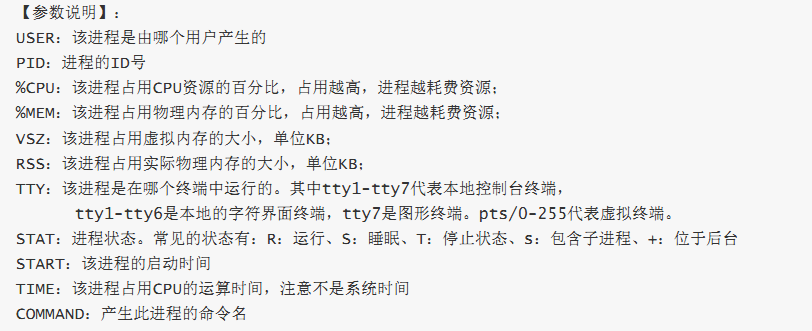 【参数说明】:
USER: 该进程是由哪个用户产生的
PID: 进程的ID号
%CPU: 该进程占用CPU资源的百分比，占用越高，进程越耗费资源；
%MEM: 该进程占用物理内存的百分比，占用越高，进程越耗费资源；
VSZ: 该进程占用虚拟内存的大小，单位KB；
RSS: 该进程占用实际物理内存的大小，单位KB；
TTY: 该进程是在哪个终端中运行的。其中tty1-tty7代表本地控制台终端，
tty1-tty6是本地的字符界面终端，tty7是图形终端。pts/0-255代表虚拟终端。
STAT: 进程状态。常见的状态有: R: 运行、S: 睡眠、T: 停止状态、s: 包含子进程、+: 位于后台
START: 该进程的启动时间
TIME: 该进程占用CPU的运算时间，注意不是系统时间
COMMAND: 产生此进程的命令名